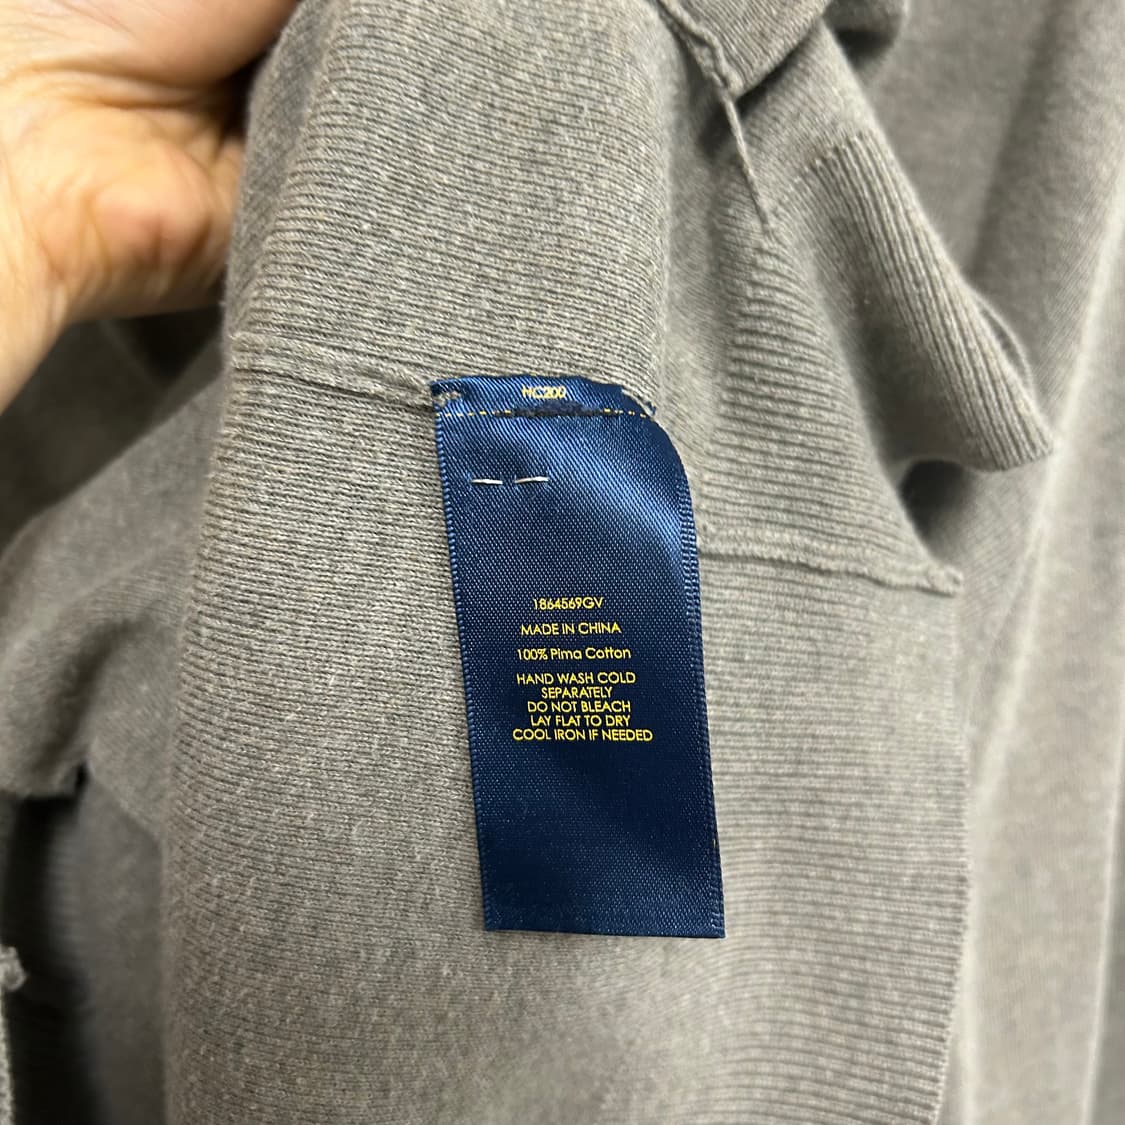 HC200
1864569GV
MADE IN CHINA
100% Pima Cotton
HAND WASH COLD
SEPARATELY
DO NOT BLEACH
LAY FLAT TO DRY
COOL IRON IF NEEDED